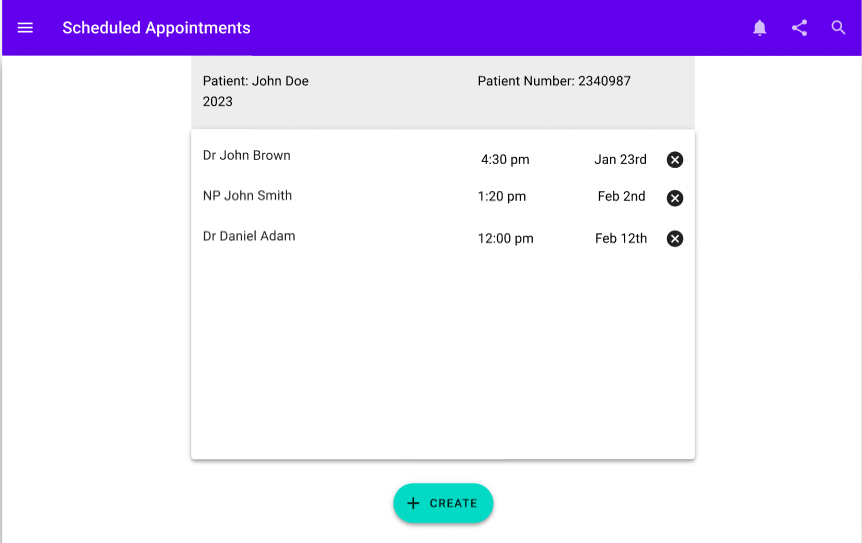 Scheduled Appointments
Patient: John Doe Patient Number: 2340987
2023
Dr John Brown 4:30 pm Jan 23rd
NP John Smith 1:20 pm Feb 2nd
Dr Daniel Adam 12:00 pm Feb 12th
+ CREATE